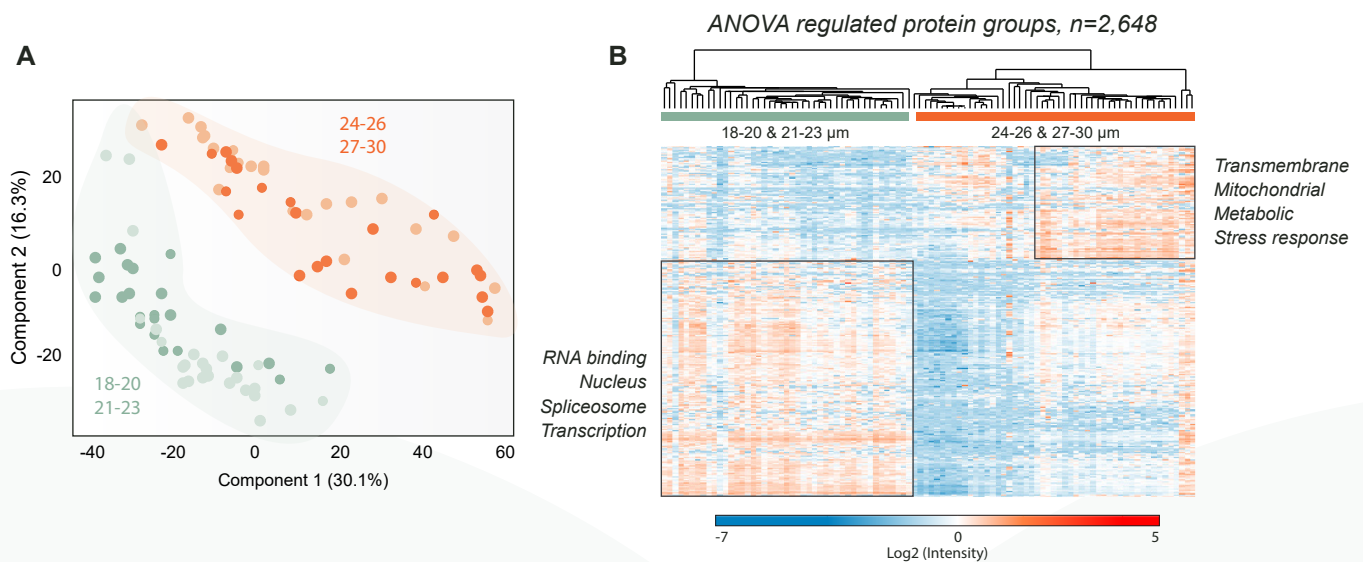 A
24-26
27-30
20
0
-20
Component 2 (16.3%)
18-20
21-23
-40
-20
0
20
40
60
Component 1 (30.1%)
B
ANOVA regulated protein groups, n=2,648
18-20 & 21-23 µm
24-26 & 27-30 µm
Transmembrane
Mitochondrial
Metabolic
Stress response
RNA binding
Nucleus
Spliceosome
Transcription
-7
0
5
Log2 (Intensity)